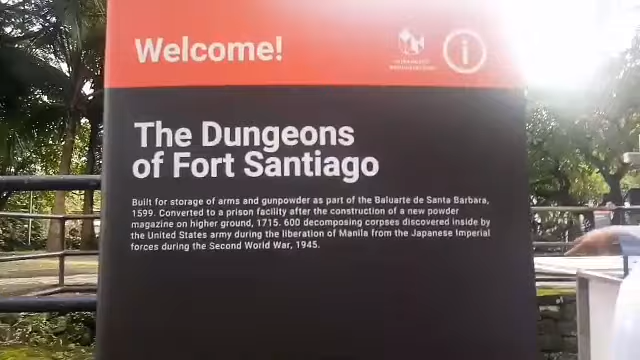 Welcome!
i
The Dungeons
of Fort Santiago
Built for storage of arms and gunpowder as part of the Baluarte de Santa Barbara,
1599. Converted to a prison facility after the construction of a new powder
magazine on higher ground, 1715. 600 decomposing corpses discovered inside by
the United States army during the liberation of Manila from the Japanese Imperial
forces during the Second World War, 1945.